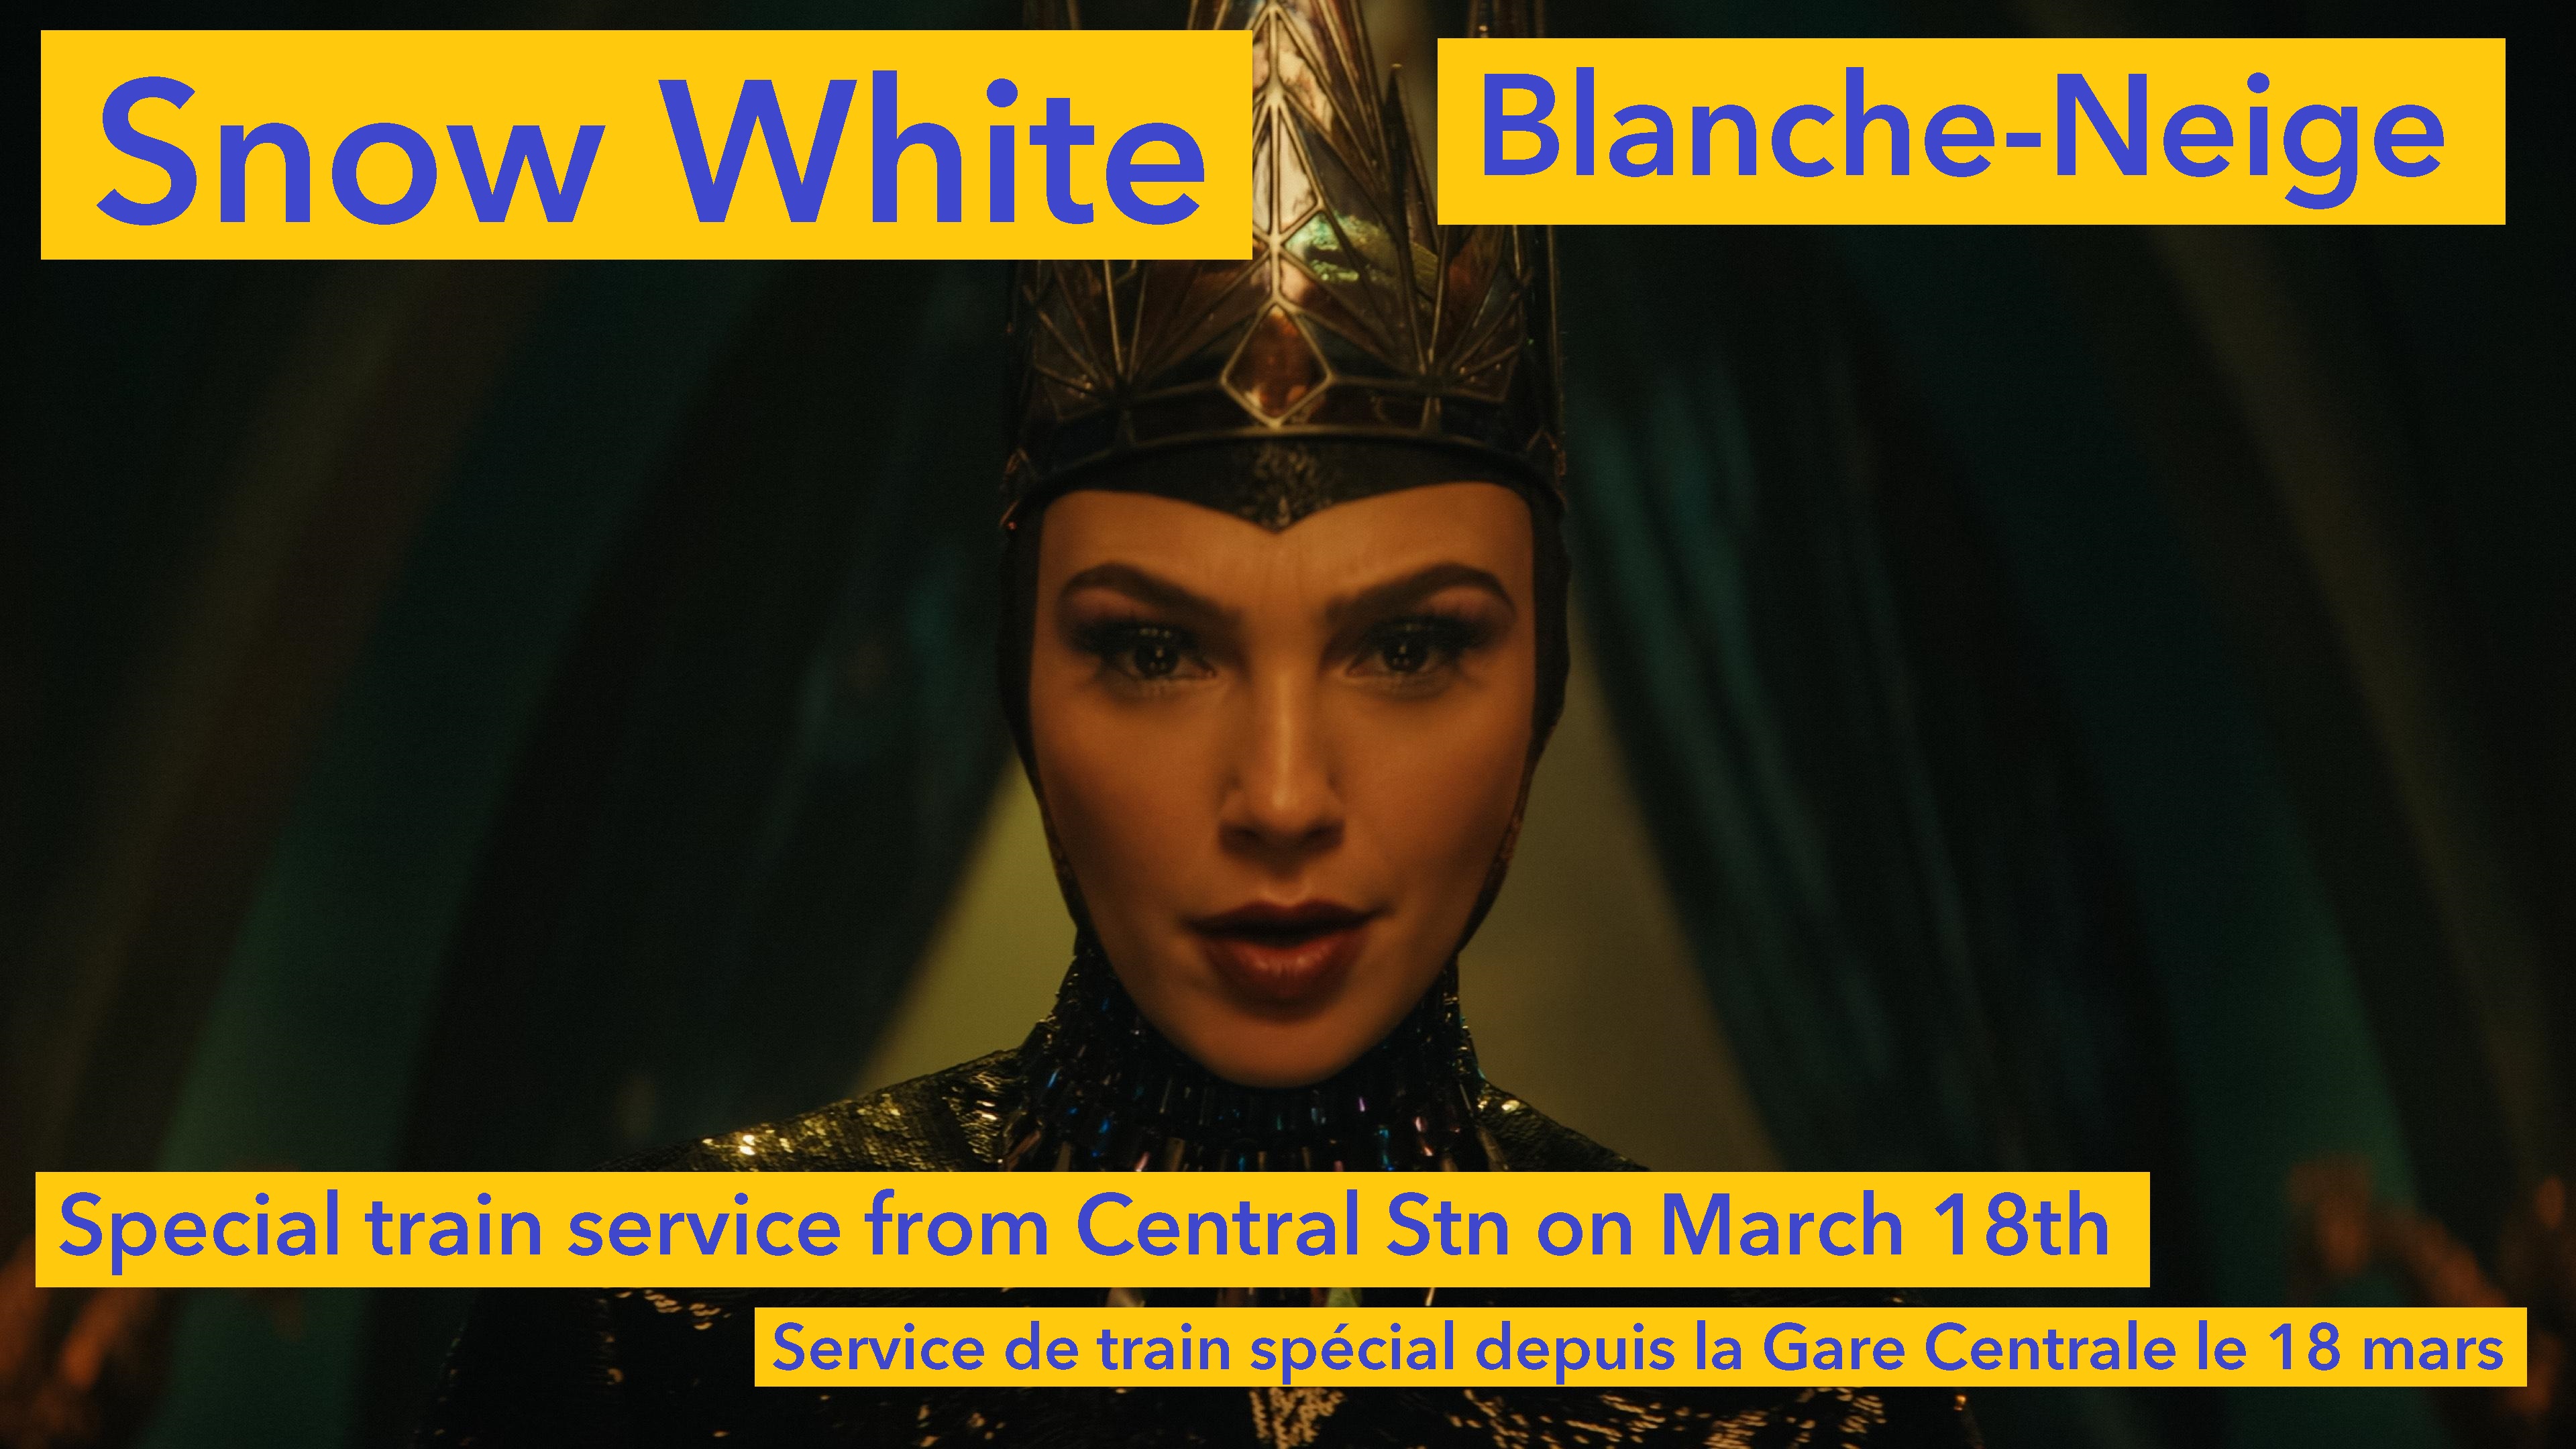 Snow White
Blanche-Neige
Special train service from Central Stn on March 18th
Service de train spécial depuis la Gare Centrale le 18 mars